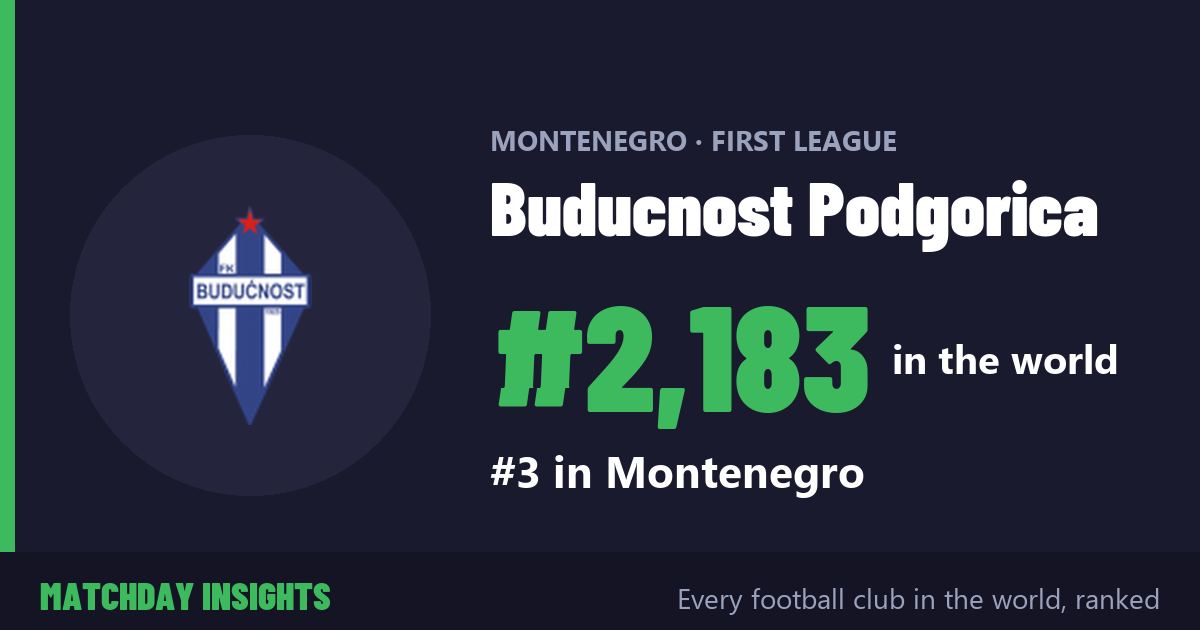 MONTENEGRO · FIRST LEAGUE
Buducnost Podgorica
FK
BUDUĆNOST
#2,183 in the world
#3 in Montenegro
MATCHDAY INSIGHTS
Every football club in the world, ranked